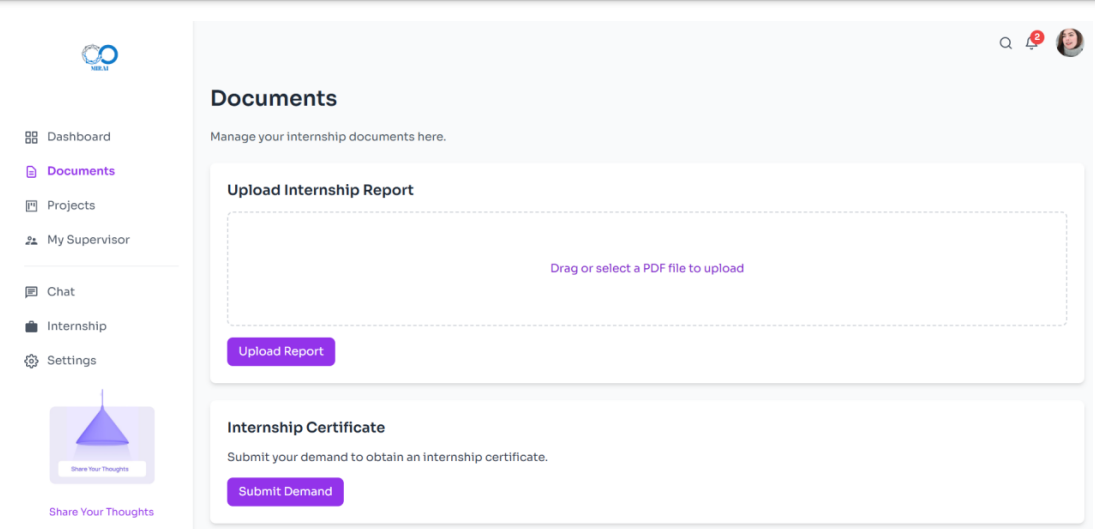 MIRAI
2
Documents
Manage your internship documents here.
Dashboard
Documents
Projects
My Supervisor
Chat
Internship
Settings
Share Your Thoughts
Share Your Thoughts
Upload Internship Report
Drag or select a PDF file to upload
Upload Report
Internship Certificate
Submit your demand to obtain an internship certificate.
Submit Demand